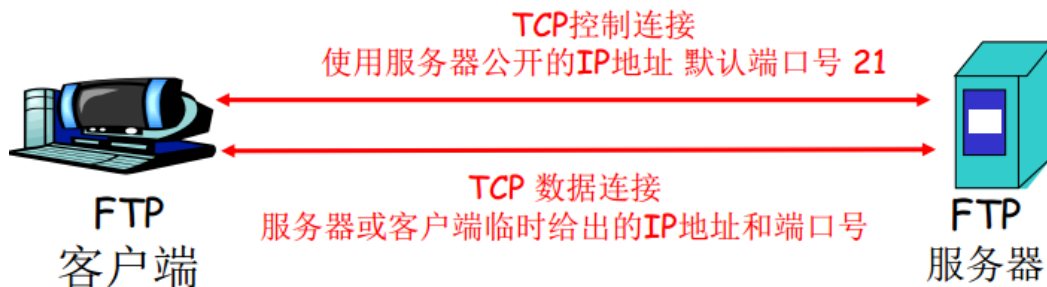 TCP控制连接
使用服务器公开的IP地址 默认端口号 21
TCP 数据连接
服务器或客户端临时给出的IP地址和端口号
FTP
客户端
FTP
服务器